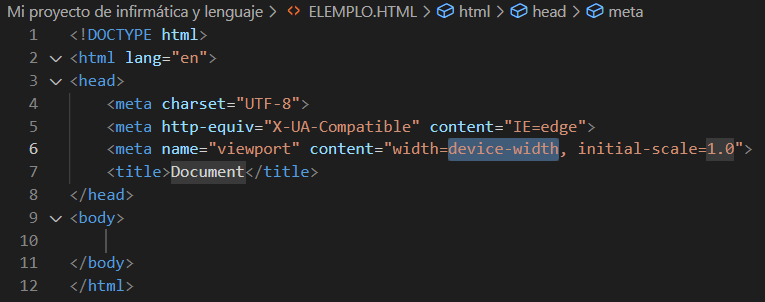 Mi proyecto de infirmática y lenguaje > <> ELEMPLO.HTML > html > head > meta
1 <!DOCTYPE html>
2 <html lang="en">
3 <head>
4 <meta charset="UTF-8">
5 <meta http-equiv="X-UA-Compatible" content="IE=edge">
6 <meta name="viewport" content="width=device-width, initial-scale=1.0">
7 <title>Document</title>
8 </head>
9 <body>
10
11 </body>
12 </html>